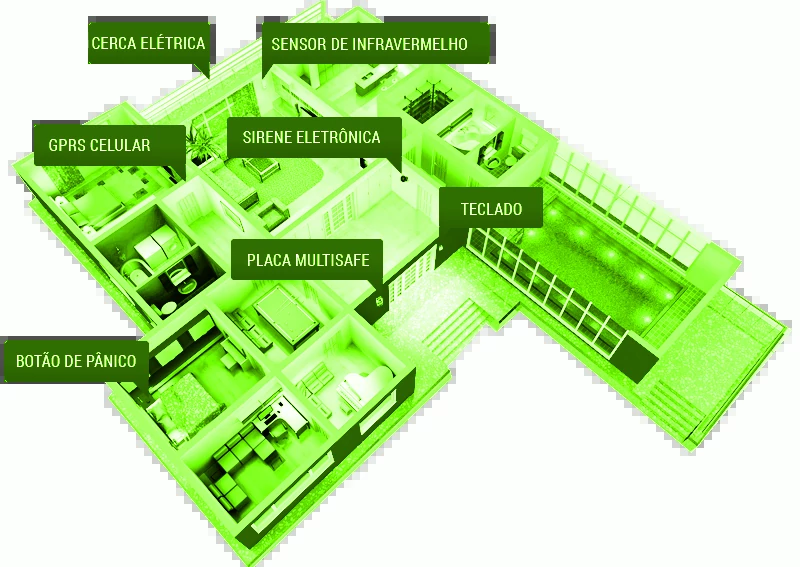 CERCA ELÉTRICA
SENSOR DE INFRAVERMELHO
GPRS CELULAR
SIRENE ELETRÔNICA
TECLADO
PLACA MULTISAFE
BOTÃO DE PÂNICO